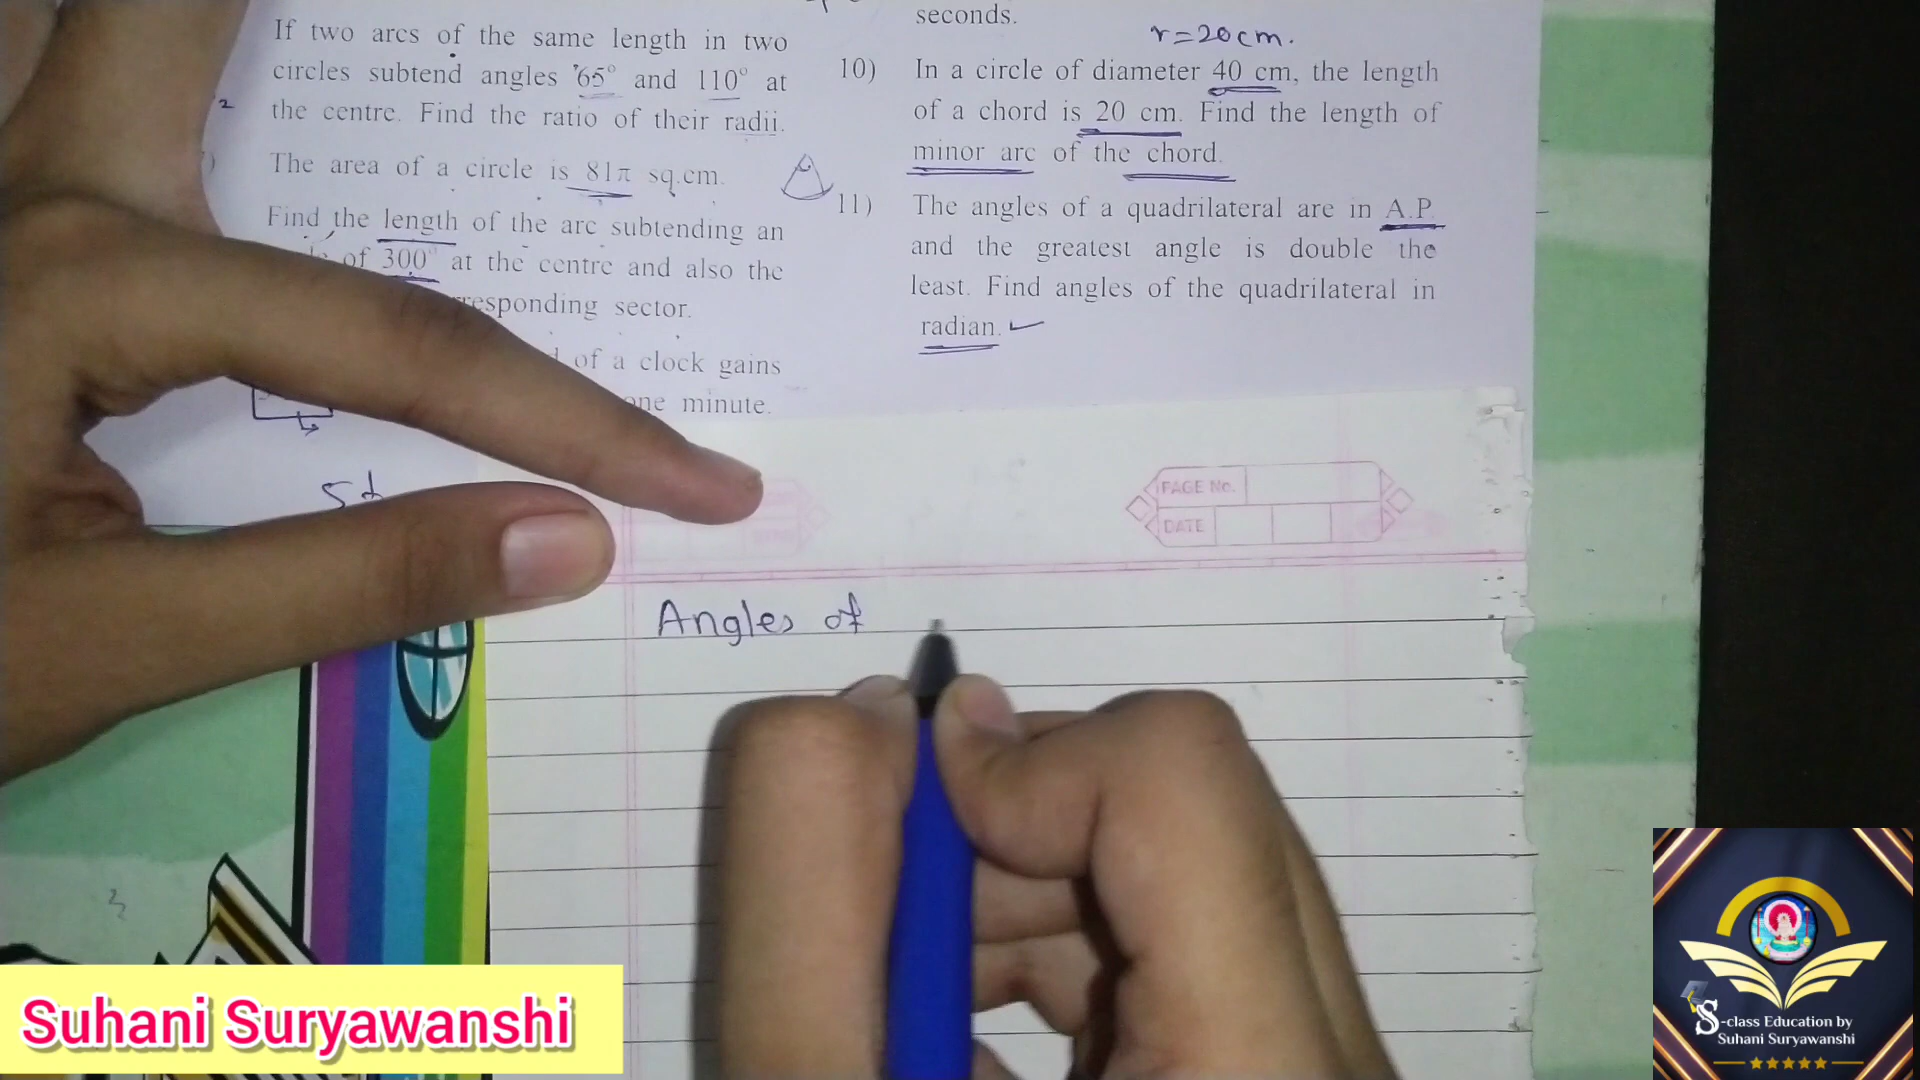 If two arcs of the same length in two
circles subtend angles 65° and 110° at
the centre. Find the ratio of their radii.
The area of a circle is 81π sq.cm.
Find the length of the arc subtending an
of 300° at the centre and also the
sector.
of a clock gains
one minute.
seconds.
r=20cm.
10) In a circle of diameter 40 cm, the length
of a chord is 20 cm. Find the length of
minor arc of the chord.
11) The angles of a quadrilateral are in A.P.
and the greatest angle is double the
least. Find angles of the quadrilateral in
radian.
PAGE No.
DATE
Angles of
Suhani Suryawanshi
S-class Education by
Suhani Suryawanshi